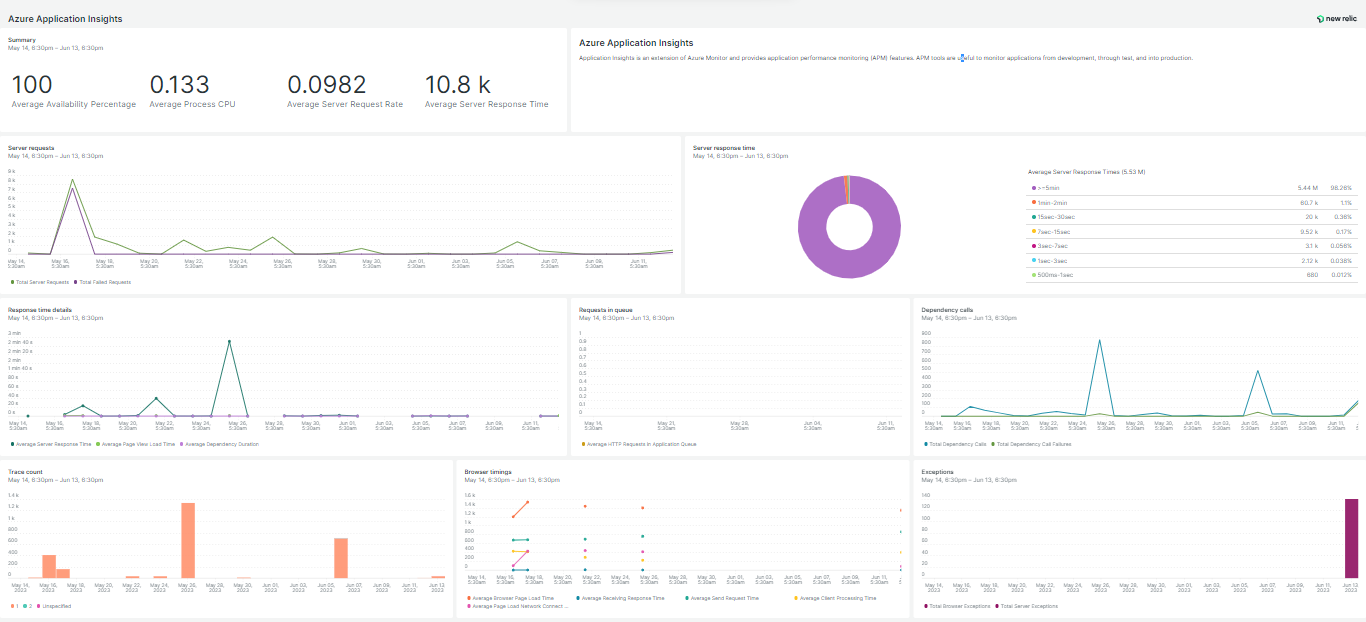 Azure Application Insights
new relic
Summary
May 14, 6:30pm – Jun 13, 6:30pm
100
Average Availability Percentage
0.133
Average Process CPU
0.0982
Average Server Request Rate
10.8 k
Average Server Response Time
Azure Application Insights
Application Insights is an extension of Azure Monitor and provides application performance monitoring (APM) features. APM tools are useful to monitor applications from development, through test, and into production.
Server requests
May 14, 6:30pm – Jun 13, 6:30pm
9 k
8 k
7 k
6 k
5 k
4 k
3 k
2 k
1 k
0
May 14, 5:30am
May 16, 5:30am
May 18, 5:30am
May 20, 5:30am
May 22, 5:30am
May 24, 5:30am
May 26, 5:30am
May 28, 5:30am
May 30, 5:30am
Jun 01, 5:30am
Jun 03, 5:30am
Jun 05, 5:30am
Jun 07, 5:30am
Jun 09, 5:30am
Jun 11, 5:30am
Total Server Requests Total Failed Requests
Server response time
May 14, 6:30pm – Jun 13, 6:30pm
Average Server Response Times (5.53 M)
>=5min 5.44 M 98.26%
1min-2min 60.7 k 1.1%
15sec-30sec 20 k 0.36%
7sec-15sec 9.52 k 0.17%
3sec-7sec 3.1 k 0.056%
1sec-3sec 2.12 k 0.038%
500ms-1sec 680 0.012%
Response time details
May 14, 6:30pm – Jun 13, 6:30pm
3 min
2 min 40 s
2 min 20 s
2 min
1 min 40 s
80 s
60 s
40 s
20 s
0 s
May 14, 5:30am
May 16, 5:30am
May 18, 5:30am
May 20, 5:30am
May 22, 5:30am
May 24, 5:30am
May 26, 5:30am
May 28, 5:30am
May 30, 5:30am
Jun 01, 5:30am
Jun 03, 5:30am
Jun 05, 5:30am
Jun 07, 5:30am
Jun 09, 5:30am
Jun 11, 5:30am
Average Server Response Time Average Page View Load Time Average Dependency Duration
Requests in queue
May 14, 6:30pm – Jun 13, 6:30pm
1
0.9
0.8
0.7
0.6
0.5
0.4
0.3
0.2
0.1
0
May 14, 5:30am
May 21, 5:30am
May 28, 5:30am
Jun 04, 5:30am
Jun 11, 5:30am
Average HTTP Requests in Application Queue
Dependency calls
May 14, 6:30pm – Jun 13, 6:30pm
900
800
700
600
500
400
300
200
100
0
May 14, 5:30am
May 16, 5:30am
May 18, 5:30am
May 20, 5:30am
May 22, 5:30am
May 24, 5:30am
May 26, 5:30am
May 28, 5:30am
May 30, 5:30am
Jun 01, 5:30am
Jun 03, 5:30am
Jun 05, 5:30am
Jun 07, 5:30am
Jun 09, 5:30am
Jun 11, 5:30am
Total Dependency Calls Total Dependency Call Failures
Trace count
May 14, 6:30pm – Jun 13, 6:30pm
1.4 k
1.2 k
1 k
800
600
400
200
0
May 14, 2023
May 16, 2023
May 18, 2023
May 20, 2023
May 22, 2023
May 24, 2023
May 26, 2023
May 28, 2023
May 30, 2023
Jun 01, 2023
Jun 03, 2023
Jun 05, 2023
Jun 07, 2023
Jun 09, 2023
Jun 11, 2023
Jun 13, 2023
1 2 Unspecified
Browser timings
May 14, 6:30pm – Jun 13, 6:30pm
1.6 k
1.4 k
1.2 k
1 k
800
600
400
200
0
May 14, 5:30am
May 16, 5:30am
May 18, 5:30am
May 20, 5:30am
May 22, 5:30am
May 24, 5:30am
May 26, 5:30am
May 28, 5:30am
May 30, 5:30am
Jun 01, 5:30am
Jun 03, 5:30am
Jun 05, 5:30am
Jun 07, 5:30am
Jun 09, 5:30am
Jun 11, 5:30am
Average Browser Page Load Time Average Receiving Response Time Average Send Request Time Average Client Processing Time
Average Page Load Network Connect ...
Exceptions
May 14, 6:30pm – Jun 13, 6:30pm
140
120
100
80
60
40
20
0
May 14, 2023
May 16, 2023
May 18, 2023
May 20, 2023
May 22, 2023
May 24, 2023
May 26, 2023
May 28, 2023
May 30, 2023
Jun 01, 2023
Jun 03, 2023
Jun 05, 2023
Jun 07, 2023
Jun 09, 2023
Jun 11, 2023
Jun 13, 2023
Total Browser Exceptions Total Server Exceptions